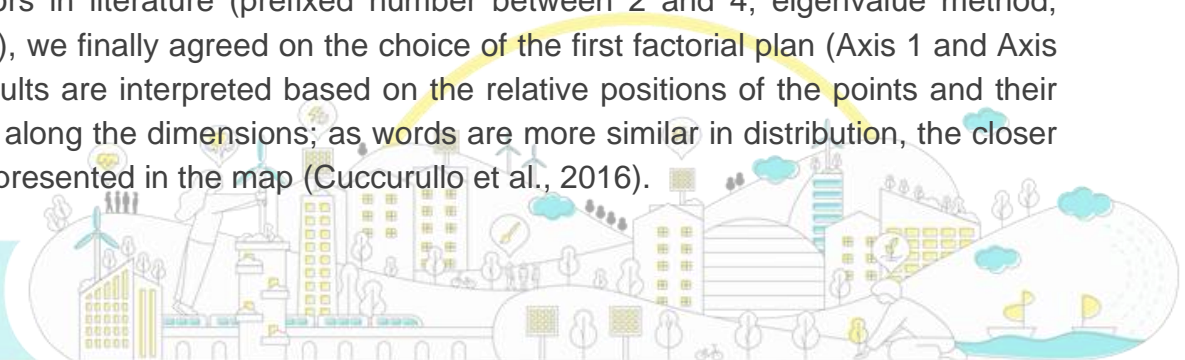 ors in literature (prefixed number between 2 and 4, eigenvalue method,
), we finally agreed on the choice of the first factorial plan (Axis 1 and Axis
ults are interpreted based on the relative positions of the points and their
along the dimensions; as words are more similar in distribution, the closer
presented in the map (Cuccurullo et al., 2016).